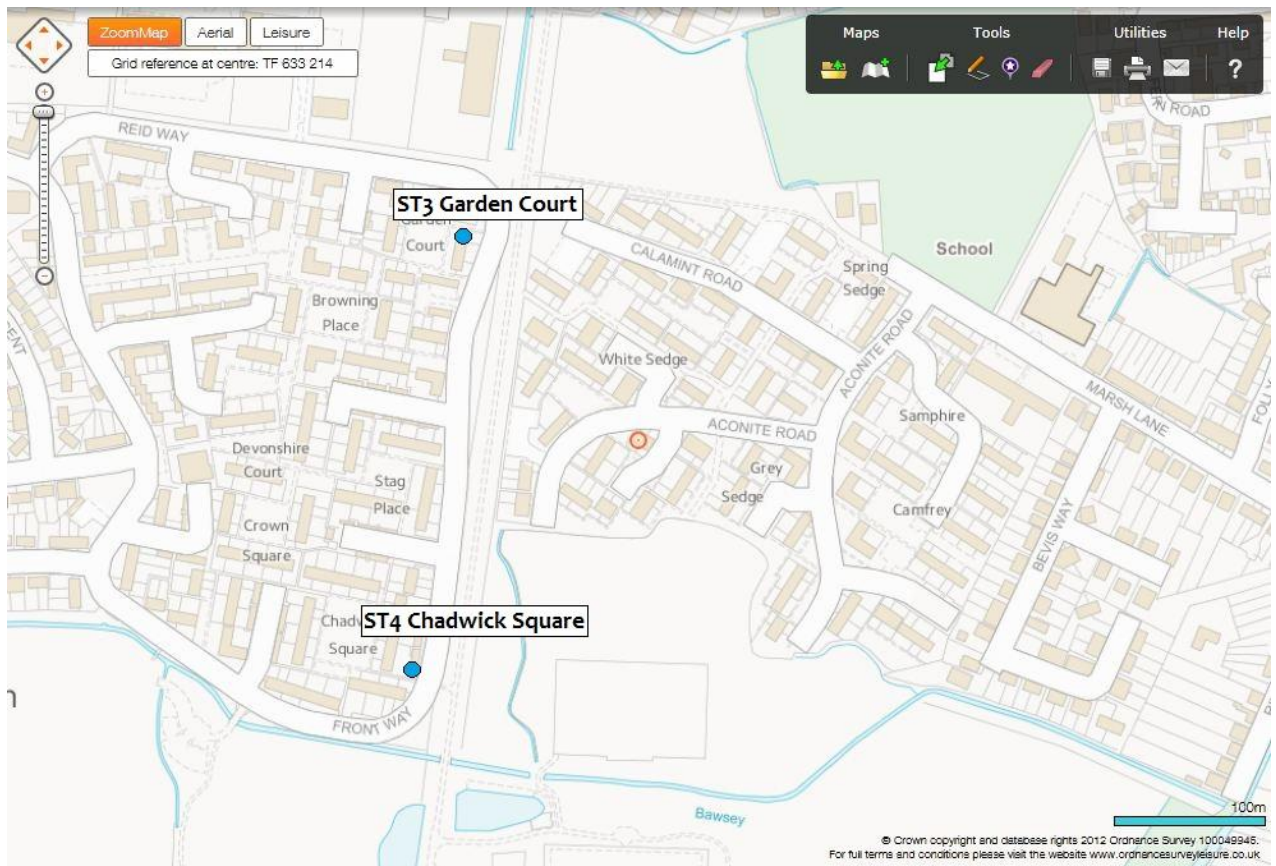 ZoomMap
Aerial
Leisure
Grid reference at centre: TF 633 214
Maps
Tools
Utilities
Help
?
REID WAY
ST3 Garden Court
Court
CALAMINT ROAD
Spring
Sedge
School
ROAD
Browning
Place
White Sedge
ACONITE ROAD
MARSH LANE
Samphire
ACONITE ROAD
Devonshire
Court
Stag
Place
Grey
Sedge
Camfrey
Crown
Square
BEVIS WAY
ST4 Chadwick Square
Square
FRONT WAY
Bawsey
100m
© Crown copyright and database rights 2012 Ordnance Survey 100049945.
For full terms and conditions please visit the website www.ordnancesurveyleisure.co.uk